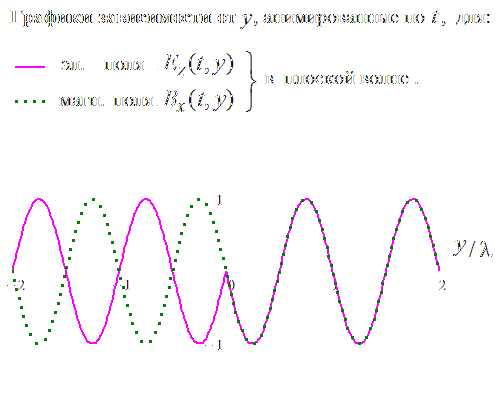 Графики зависимости от y, анимированные по t, для:
эл. поля E_z(t,y)
магн. поля B_x(t,y)
} в плоской волне.
1
y/λ
-2 -1 0 1 2
-1